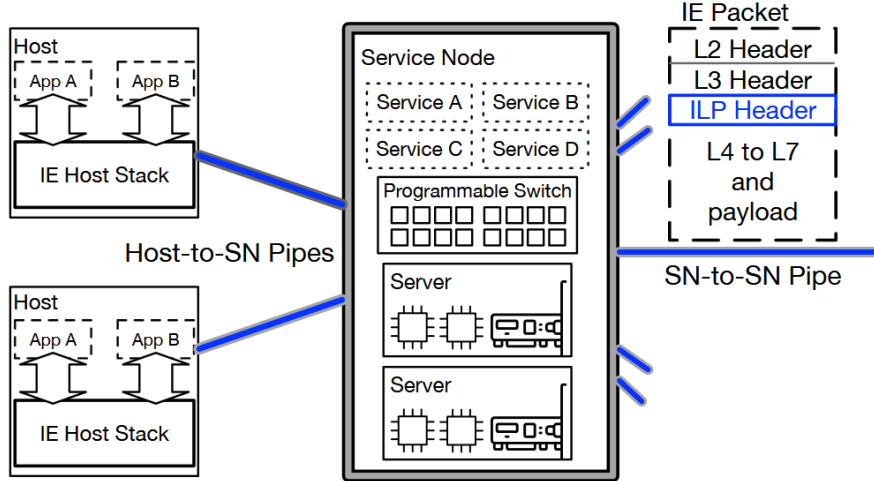 Host
App A
App B
IE Host Stack
Host-to-SN Pipes
Host
App A
App B
IE Host Stack
Service Node
Service A
Service B
Service C
Service D
Programmable Switch
Server
Server
IE Packet
L2 Header
L3 Header
ILP Header
L4 to L7
and
payload
SN-to-SN Pipe